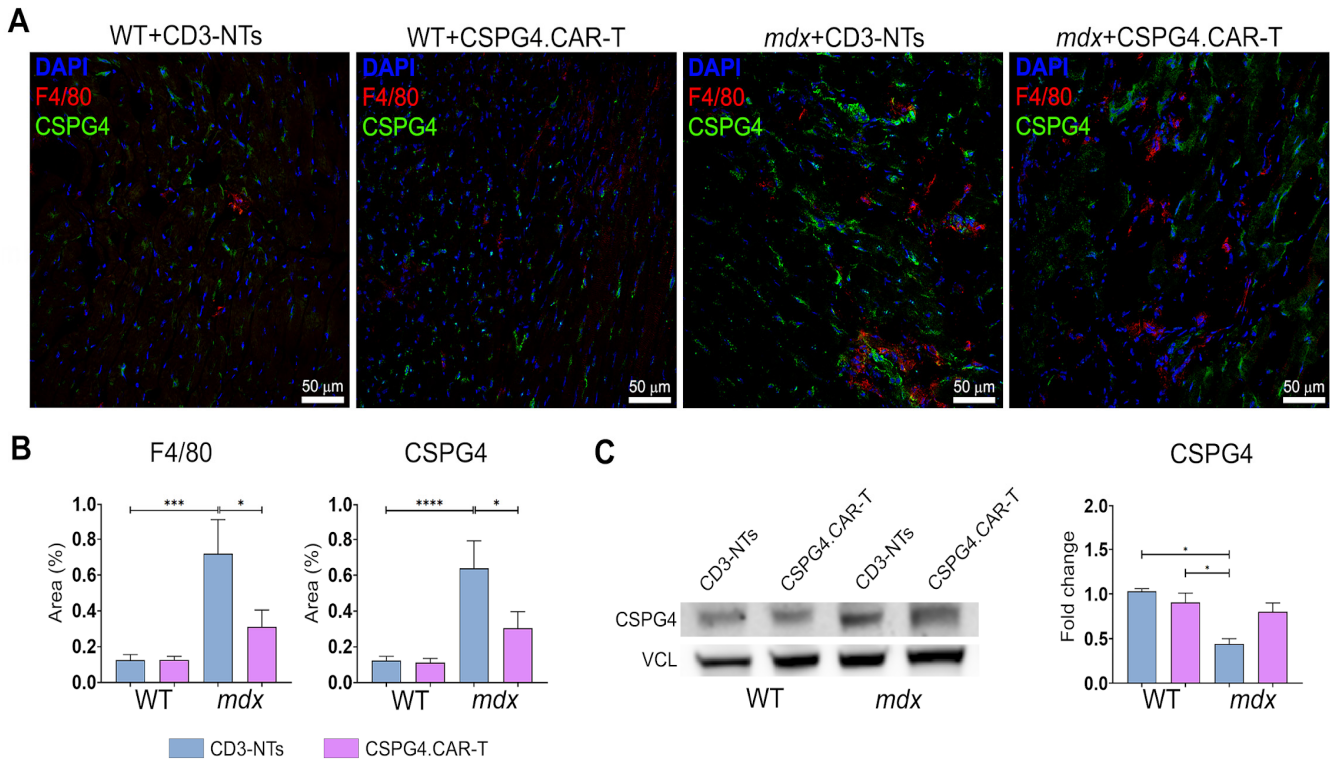 A
WT+CD3-NTs
WT+CSPG4.CAR-T
mdx+CD3-NTs
mdx+CSPG4.CAR-T
DAPI
F4/80
CSPG4
50 μm
DAPI
F4/80
CSPG4
50 μm
DAPI
F4/80
CSPG4
50 μm
DAPI
F4/80
CSPG4
50 μm
B
F4/80
Area (%)
1.0
0.8
0.6
0.4
0.2
0.0
***
*
WT
mdx
CSPG4
Area (%)
1.0
0.8
0.6
0.4
0.2
0.0
****
*
WT
mdx
CD3-NTs
CSPG4.CAR-T
C
CD3-NTs
CSPG4.CAR-T
CD3-NTs
CSPG4.CAR-T
CSPG4
VCL
WT
mdx
CSPG4
Fold change
2.0
1.5
1.0
0.5
0.0
*
*
WT
mdx